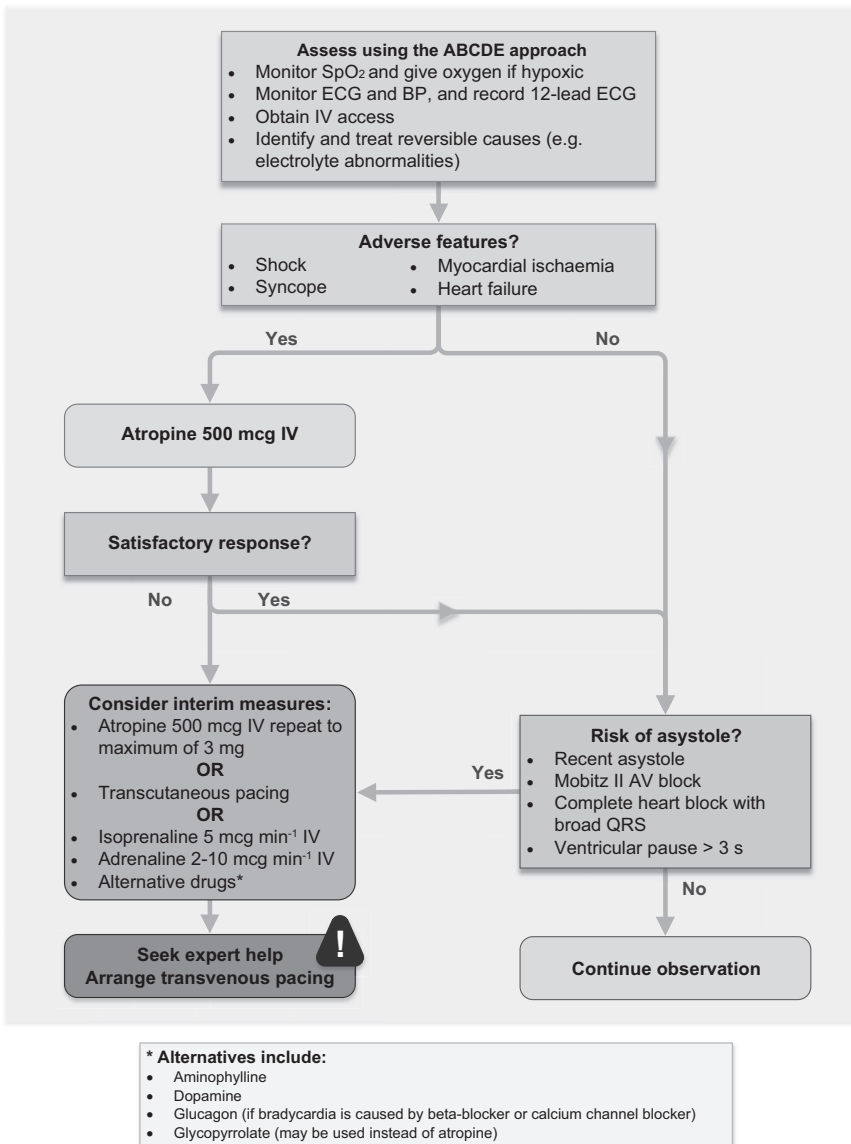 Assess using the ABCDE approach
• Monitor SpO₂ and give oxygen if hypoxic
• Monitor ECG and BP, and record 12-lead ECG
• Obtain IV access
• Identify and treat reversible causes (e.g.
electrolyte abnormalities)
Adverse features?
• Shock
• Syncope
• Myocardial ischaemia
• Heart failure
Yes
No
Atropine 500 mcg IV
Satisfactory response?
No
Yes
Consider interim measures:
• Atropine 500 mcg IV repeat to
maximum of 3 mg
OR
• Transcutaneous pacing
OR
• Isoprenaline 5 mcg min⁻¹ IV
• Adrenaline 2-10 mcg min⁻¹ IV
• Alternative drugs*
Yes
Risk of asystole?
• Recent asystole
• Mobitz II AV block
• Complete heart block with
broad QRS
• Ventricular pause > 3 s
No
!
Seek expert help
Arrange transvenous pacing
Continue observation
* Alternatives include:
• Aminophylline
• Dopamine
• Glucagon (if bradycardia is caused by beta-blocker or calcium channel blocker)
• Glycopyrrolate (may be used instead of atropine)